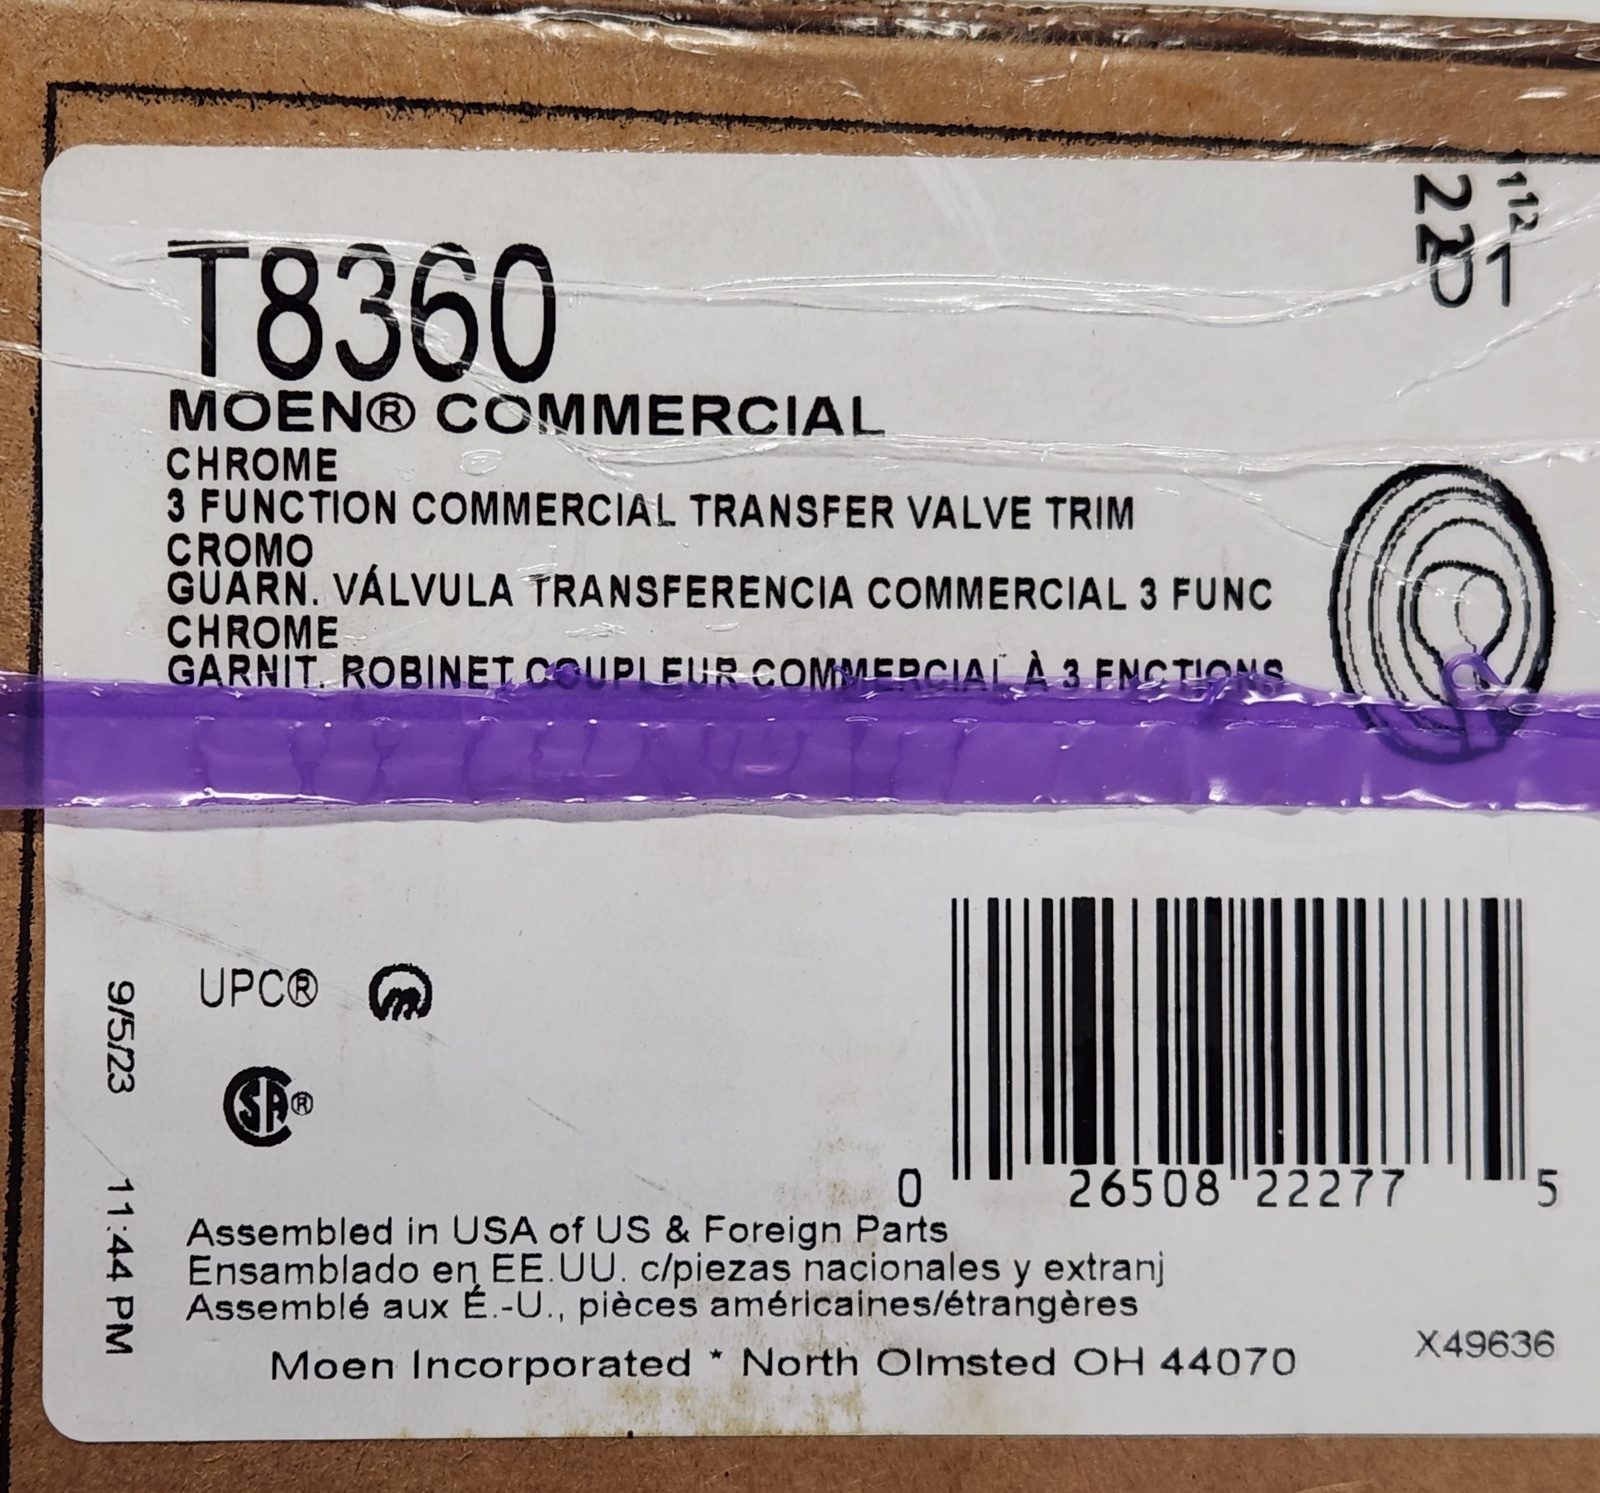 T8360
MOEN® COMMERCIAL
CHROME
3 FUNCTION COMMERCIAL TRANSFER VALVE TRIM
CROMO
GUARN. VÁLVULA TRANSFERENCIA COMMERCIAL 3 FUNC
CHROME
GARNIT. ROBINET COUPLEUR COMMERCIAL À 3 FNCTIONS
UPC®
SA®
9/5/23 11:44 PM
0 26508 22277 5
Assembled in USA of US & Foreign Parts
Ensamblado en EE.UU. c/piezas nacionales y extranj
Assemblé aux É.-U., pièces américaines/étrangères
X49636
Moen Incorporated * North Olmsted OH 44070